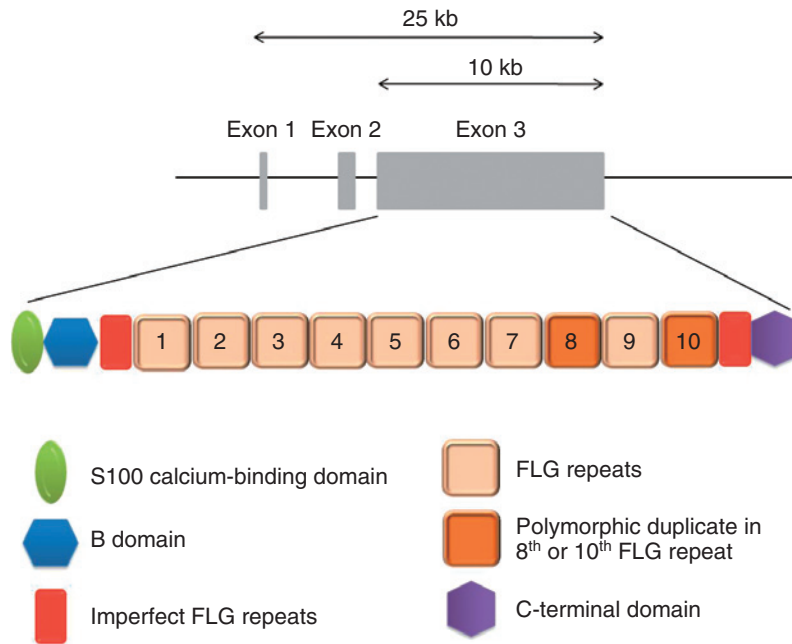 25 kb
10 kb
Exon 1 Exon 2 Exon 3
1 2 3 4 5 6 7 8 9 10
S100 calcium-binding domain
B domain
Imperfect FLG repeats
FLG repeats
Polymorphic duplicate in
8th or 10th FLG repeat
C-terminal domain